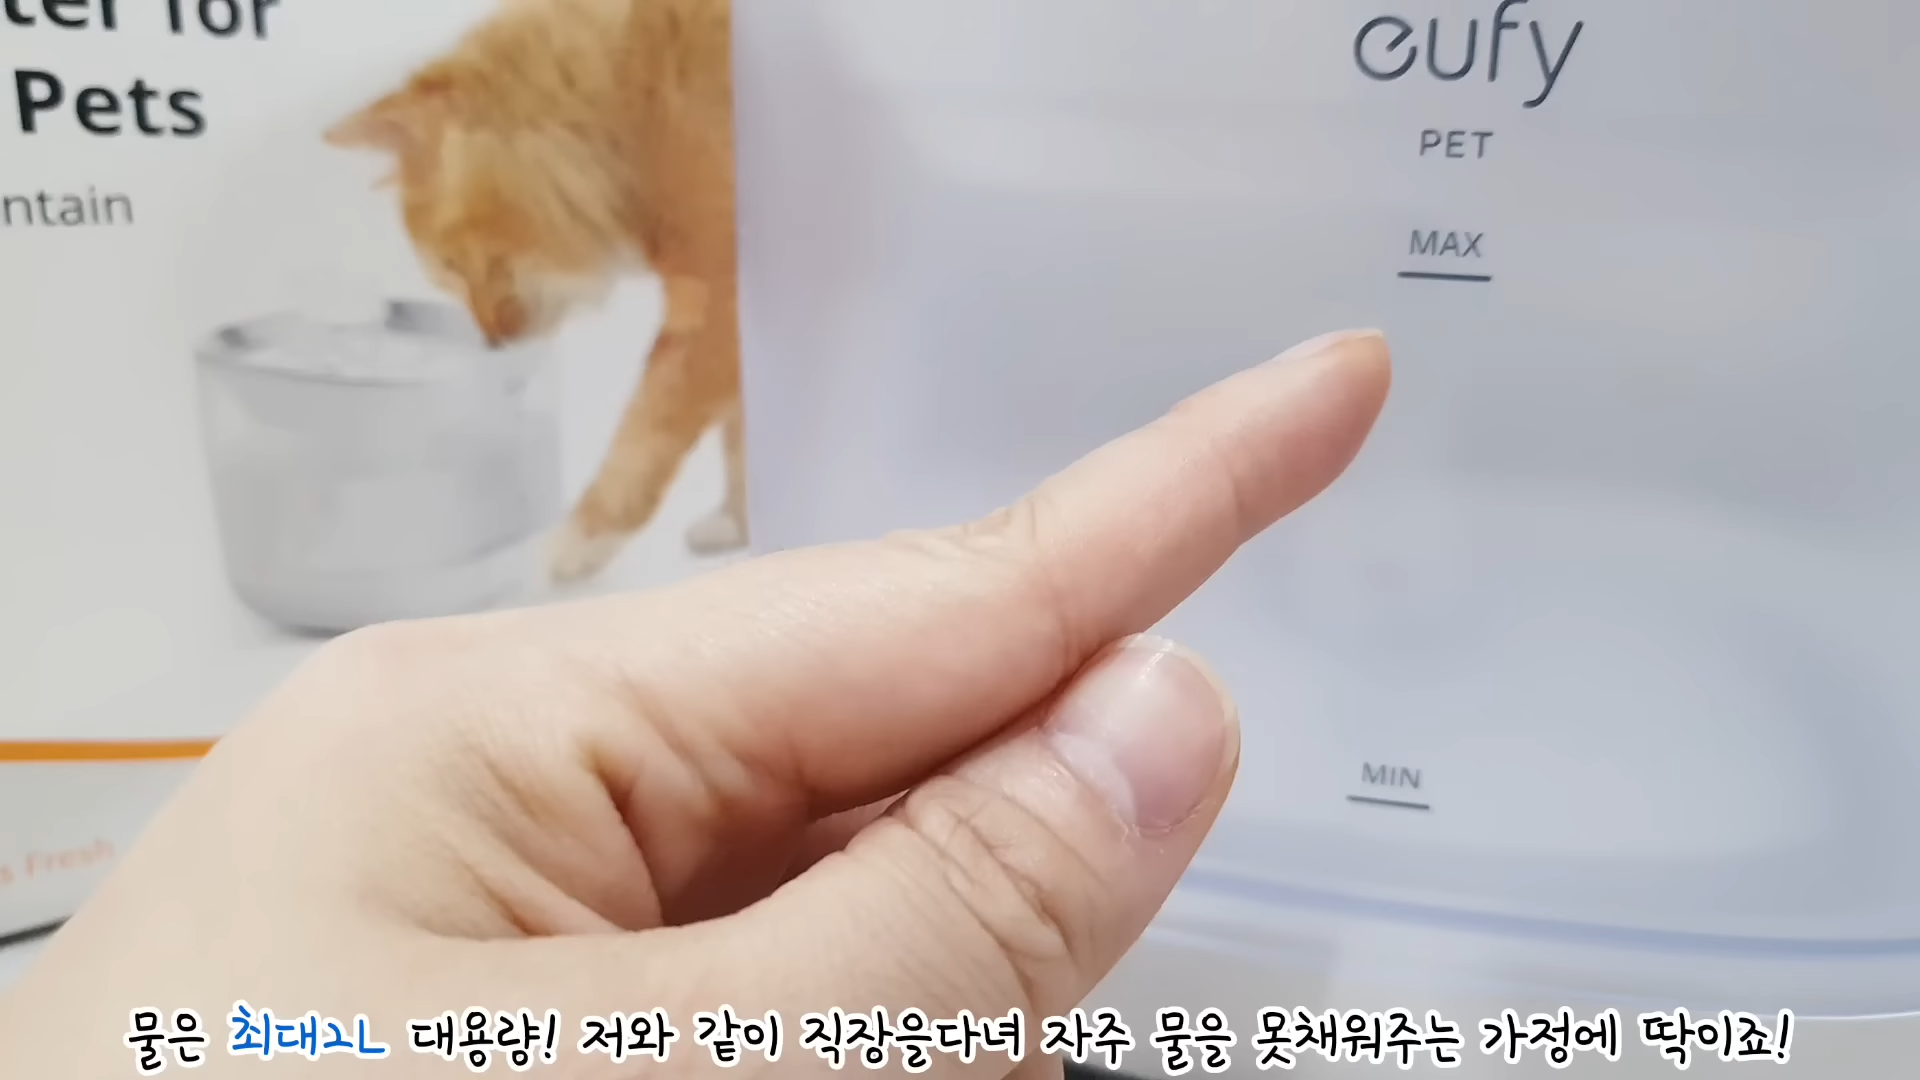 ter for
Pets
ntain
s Fresh
eufy
PET
MAX
MIN
물은 최대2L 대용량! 저와 같이 직장을다녀 자주 물을 못채워주는 가정에 딱이죠!